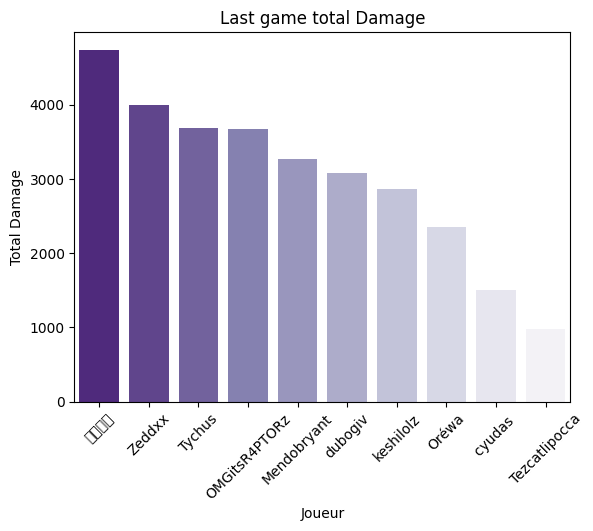 Last game total Damage
Total Damage
4000
3000
2000
1000
0
Zeddxx
Tychus
OMGitsR4PTORz
Mendobryant
dubogiv
keshilolz
Oréwa
cyudas
Tezcatlipocca
Joueur